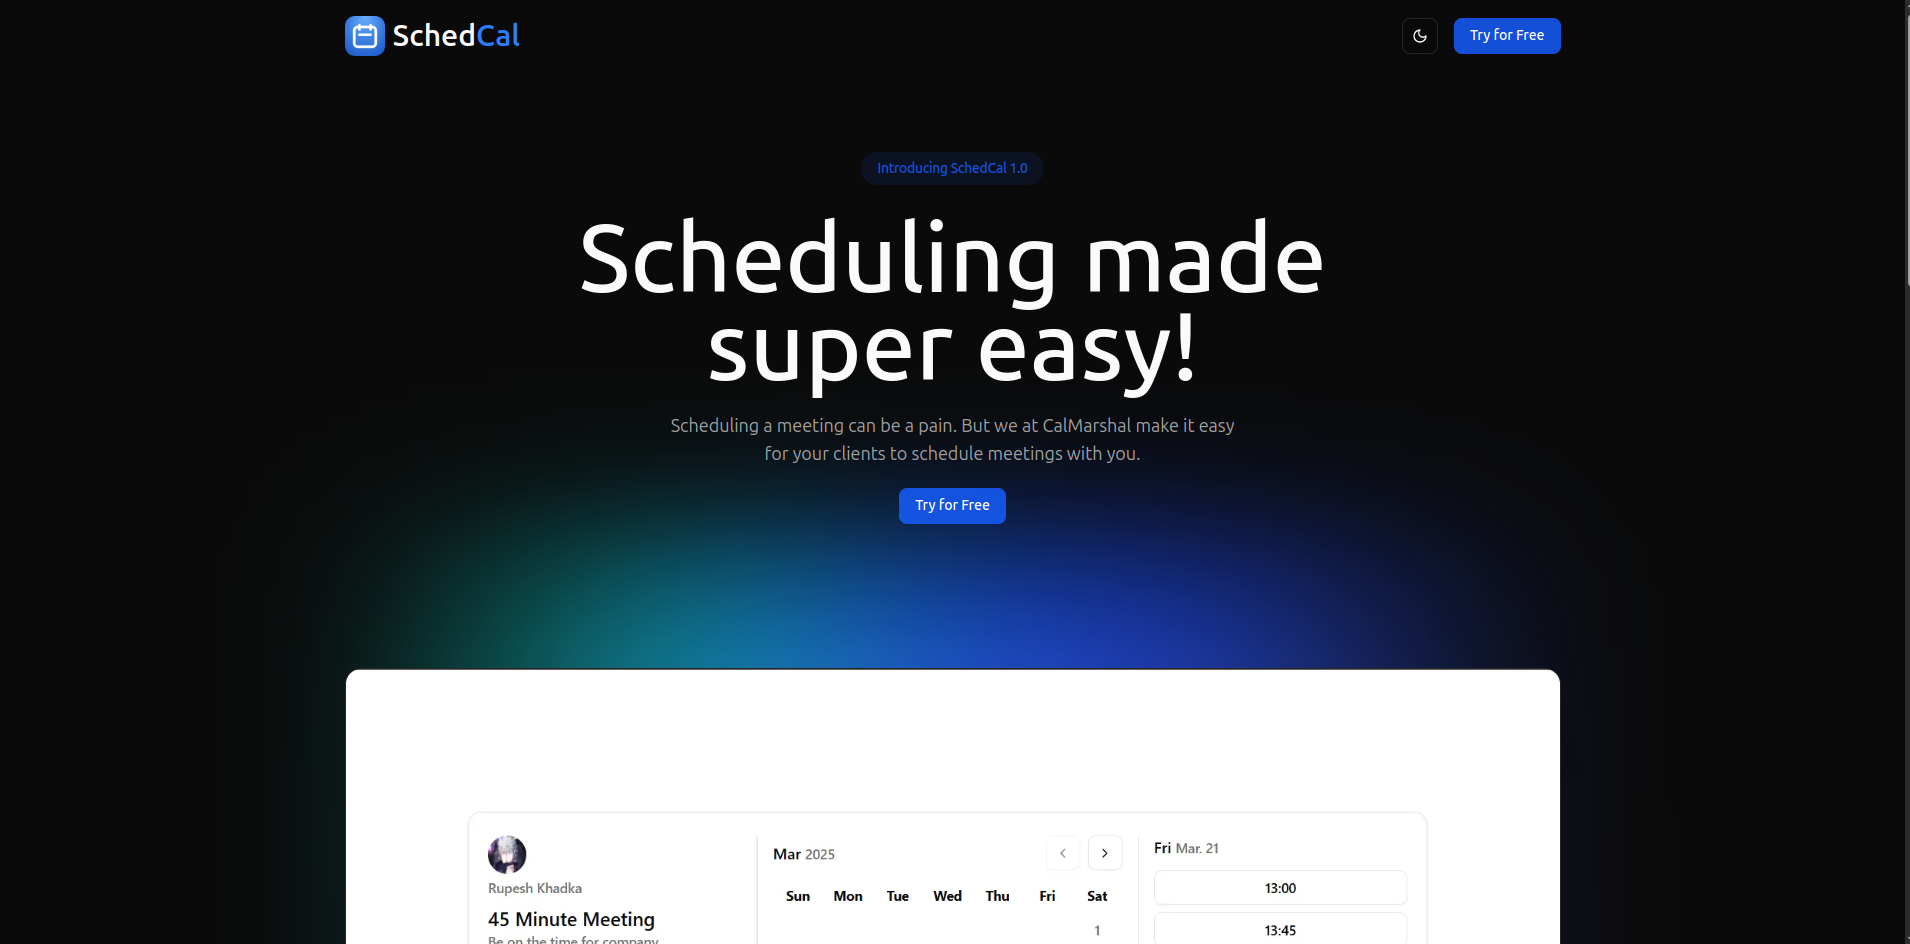 SchedCal
Try for Free
Introducing SchedCal 1.0
Scheduling made
super easy!
Scheduling a meeting can be a pain. But we at CalMarshal make it easy
for your clients to schedule meetings with you.
Try for Free
Rupesh Khadka
45 Minute Meeting
Be on the time for company
Mar 2025
Sun Mon Tue Wed Thu Fri Sat
1
Fri Mar. 21
13:00
13:45